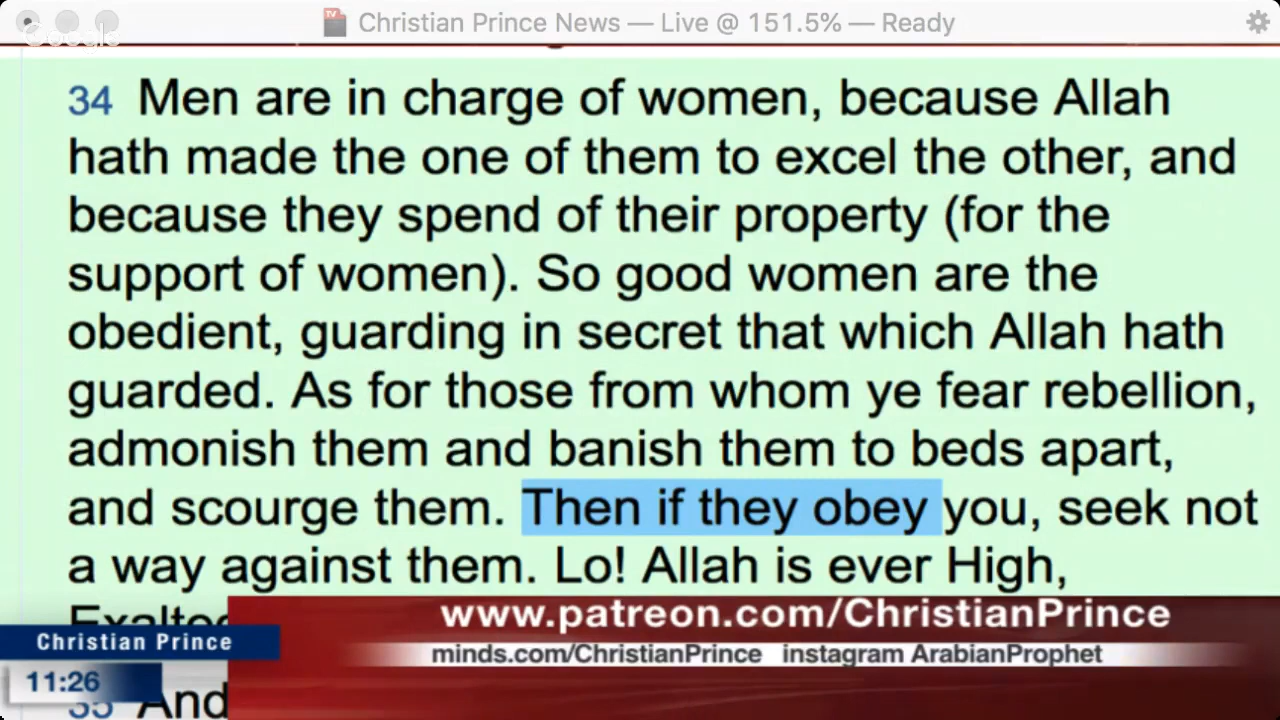 Christian Prince News — Live @ 151.5% — Ready
Google
34 Men are in charge of women, because Allah
hath made the one of them to excel the other, and
because they spend of their property (for the
support of women). So good women are the
obedient, guarding in secret that which Allah hath
guarded. As for those from whom ye fear rebellion,
admonish them and banish them to beds apart,
and scourge them. Then if they obey you, seek not
a way against them. Lo! Allah is ever High,
Exalted
www.patreon.com/ChristianPrince
Christian Prince
minds.com/ChristianPrince instagram ArabianProphet
11:26
35 And